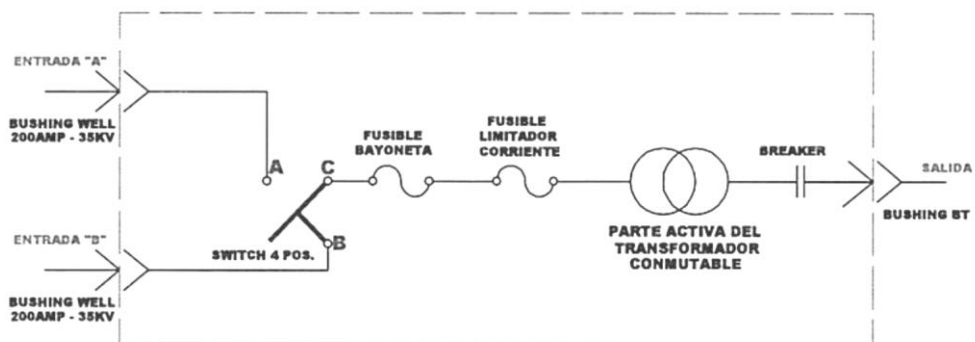 ENTRADA "A"
BUSHING WELL
200AMP - 35KV
A
C
FUSIBLE
BAYONETA
FUSIBLE
LIMITADOR
CORRIENTE
BREAKER
SALIDA
BUSHING BT
PARTE ACTIVA DEL
TRANSFORMADOR
CONMUTABLE
B
SWITCH 4 POS.
ENTRADA "B"
BUSHING WELL
200AMP - 35KV